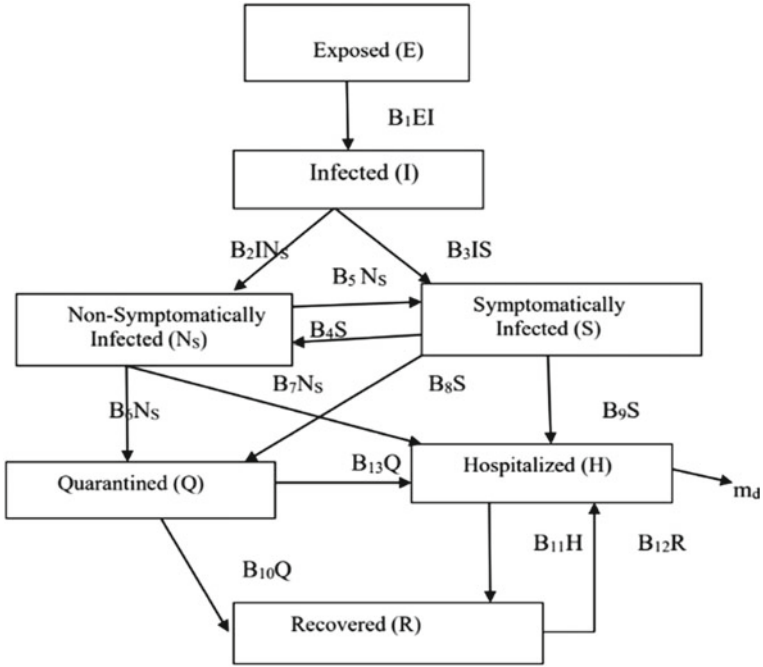 Exposed (E)
B₁EI
Infected (I)
B₂INₛ
B₃IS
B₅ Nₛ
Non-Symptomatically
Infected (Nₛ)
Symptomatically
Infected (S)
B₄S
B₇Nₛ
B₈S
B₆Nₛ
B₉S
B₁₃Q
Quarantined (Q)
Hospitalized (H)
m_d
B₁₁H
B₁₂R
B₁₀Q
Recovered (R)